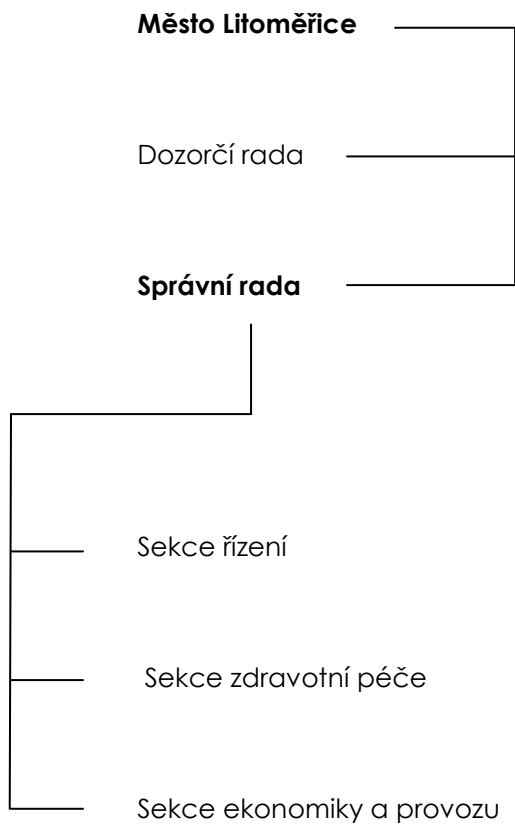 Město Litoměřice
Dozorčí rada
Správní rada
Sekce řízení
Sekce zdravotní péče
Sekce ekonomiky a provozu